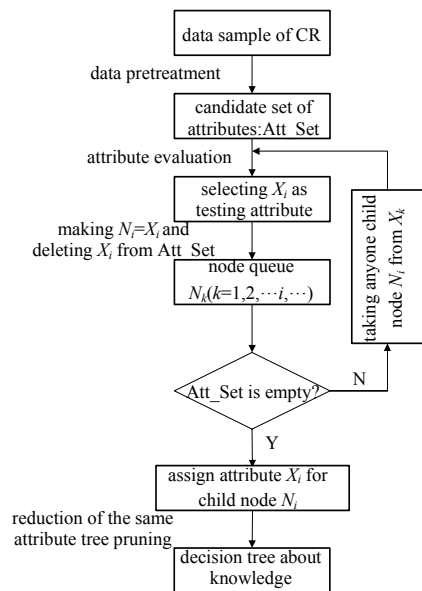 data sample of CR
data pretreatment
candidate set of
attributes:Att_Set
attribute evaluation
selecting Xi as
testing attribute
making Ni=Xi and
deleting Xi from Att_Set
node queue
Nk(k=1,2,···i,···)
taking anyone child
node Ni from Xk
Att_Set is empty?
N
Y
assign attribute Xi for
child node Ni
reduction of the same
attribute tree pruning
decision tree about
knowledge